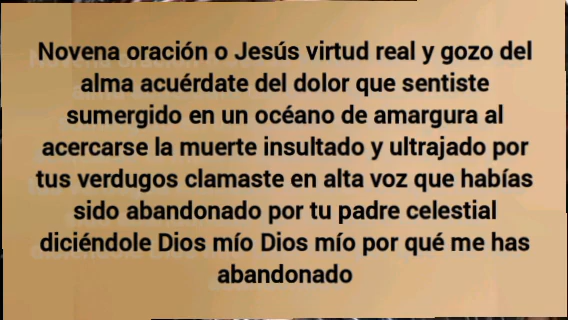 Novena oración o Jesús virtud real y gozo del
alma acuérdate del dolor que sentiste
sumergido en un océano de amargura al
acercarse la muerte insultado y ultrajado por
tus verdugos clamaste en alta voz que habías
sido abandonado por tu padre celestial
diciéndole Dios mío Dios mío por qué me has
abandonado